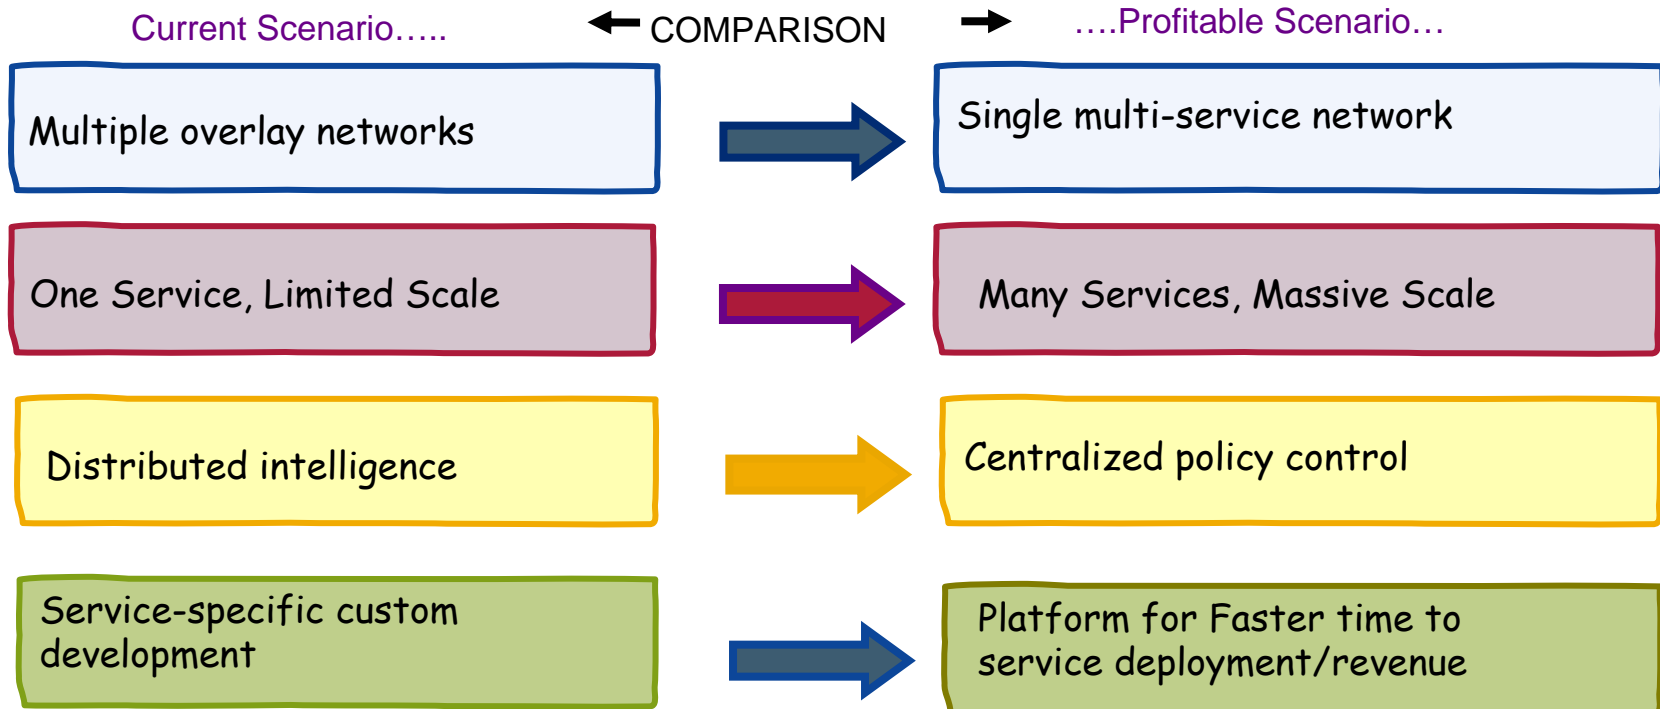 Current Scenario.....
COMPARISON
....Profitable Scenario...
Multiple overlay networks
Single multi-service network
One Service, Limited Scale
Many Services, Massive Scale
Distributed intelligence
Centralized policy control
Service-specific custom
development
Platform for Faster time to
service deployment/revenue